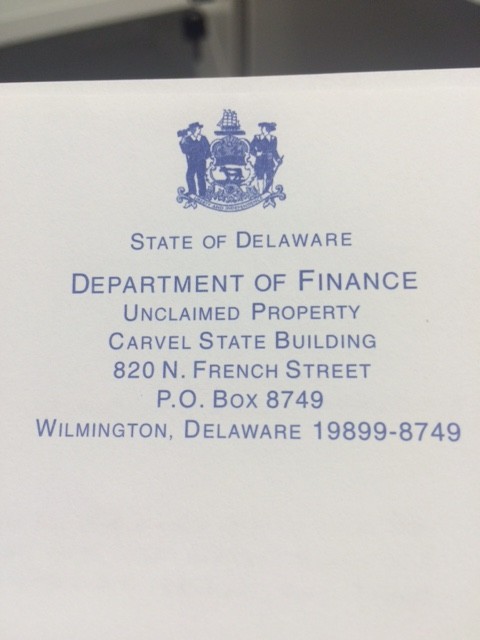 STATE OF DELAWARE
DEPARTMENT OF FINANCE
UNCLAIMED PROPERTY
CARVEL STATE BUILDING
820 N. FRENCH STREET
P.O. BOX 8749
WILMINGTON, DELAWARE 19899-8749